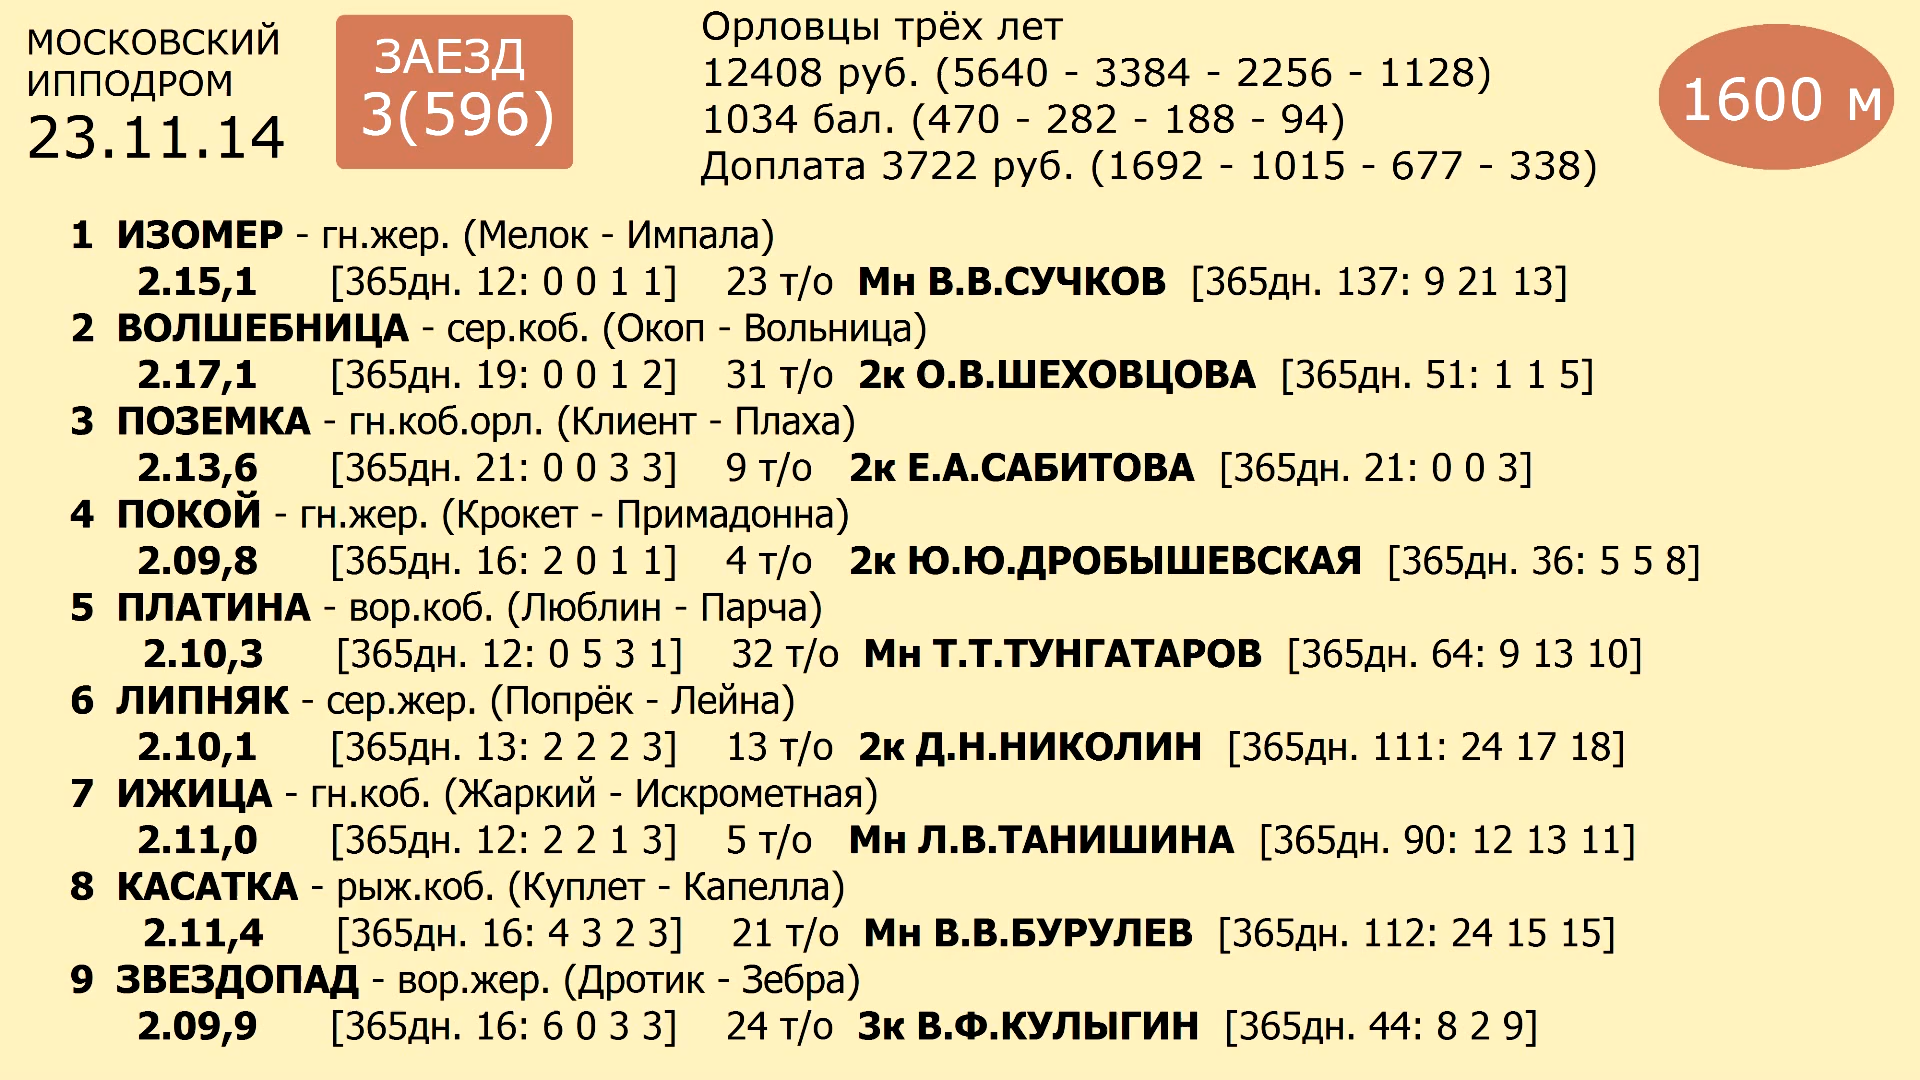 МОСКОВСКИЙ
ИППОДРОМ
23.11.14
ЗАЕЗД
3(596)
Орловцы трёх лет
12408 руб. (5640 - 3384 - 2256 - 1128)
1034 бал. (470 - 282 - 188 - 94)
Доплата 3722 руб. (1692 - 1015 - 677 - 338)
1600 м
1 ИЗОМЕР - гн.жер. (Мелок - Импала)
2.15,1 [365дн. 12: 0 0 1 1] 23 т/о Мн В.В.СУЧКОВ [365дн. 137: 9 21 13]
2 ВОЛШЕБНИЦА - сер.коб. (Окоп - Вольница)
2.17,1 [365дн. 19: 0 0 1 2] 31 т/о 2к О.В.ШЕХОВЦОВА [365дн. 51: 1 1 5]
3 ПОЗЕМКА - гн.коб.орл. (Клиент - Плаха)
2.13,6 [365дн. 21: 0 0 3 3] 9 т/о 2к Е.А.САБИТОВА [365дн. 21: 0 0 3]
4 ПОКОЙ - гн.жер. (Крокет - Примадонна)
2.09,8 [365дн. 16: 2 0 1 1] 4 т/о 2к Ю.Ю.ДРОБЫШЕВСКАЯ [365дн. 36: 5 5 8]
5 ПЛАТИНА - вор.коб. (Люблин - Парча)
2.10,3 [365дн. 12: 0 5 3 1] 32 т/о Мн Т.Т.ТУНГАТАРОВ [365дн. 64: 9 13 10]
6 ЛИПНЯК - сер.жер. (Попрёк - Лейна)
2.10,1 [365дн. 13: 2 2 2 3] 13 т/о 2к Д.Н.НИКОЛИН [365дн. 111: 24 17 18]
7 ИЖИЦА - гн.коб. (Жаркий - Искрометная)
2.11,0 [365дн. 12: 2 2 1 3] 5 т/о Мн Л.В.ТАНИШИНА [365дн. 90: 12 13 11]
8 КАСАТКА - рыж.коб. (Куплет - Капелла)
2.11,4 [365дн. 16: 4 3 2 3] 21 т/о Мн В.В.БУРУЛЕВ [365дн. 112: 24 15 15]
9 ЗВЕЗДОПАД - вор.жер. (Дротик - Зебра)
2.09,9 [365дн. 16: 6 0 3 3] 24 т/о 3к В.Ф.КУЛЫГИН [365дн. 44: 8 2 9]